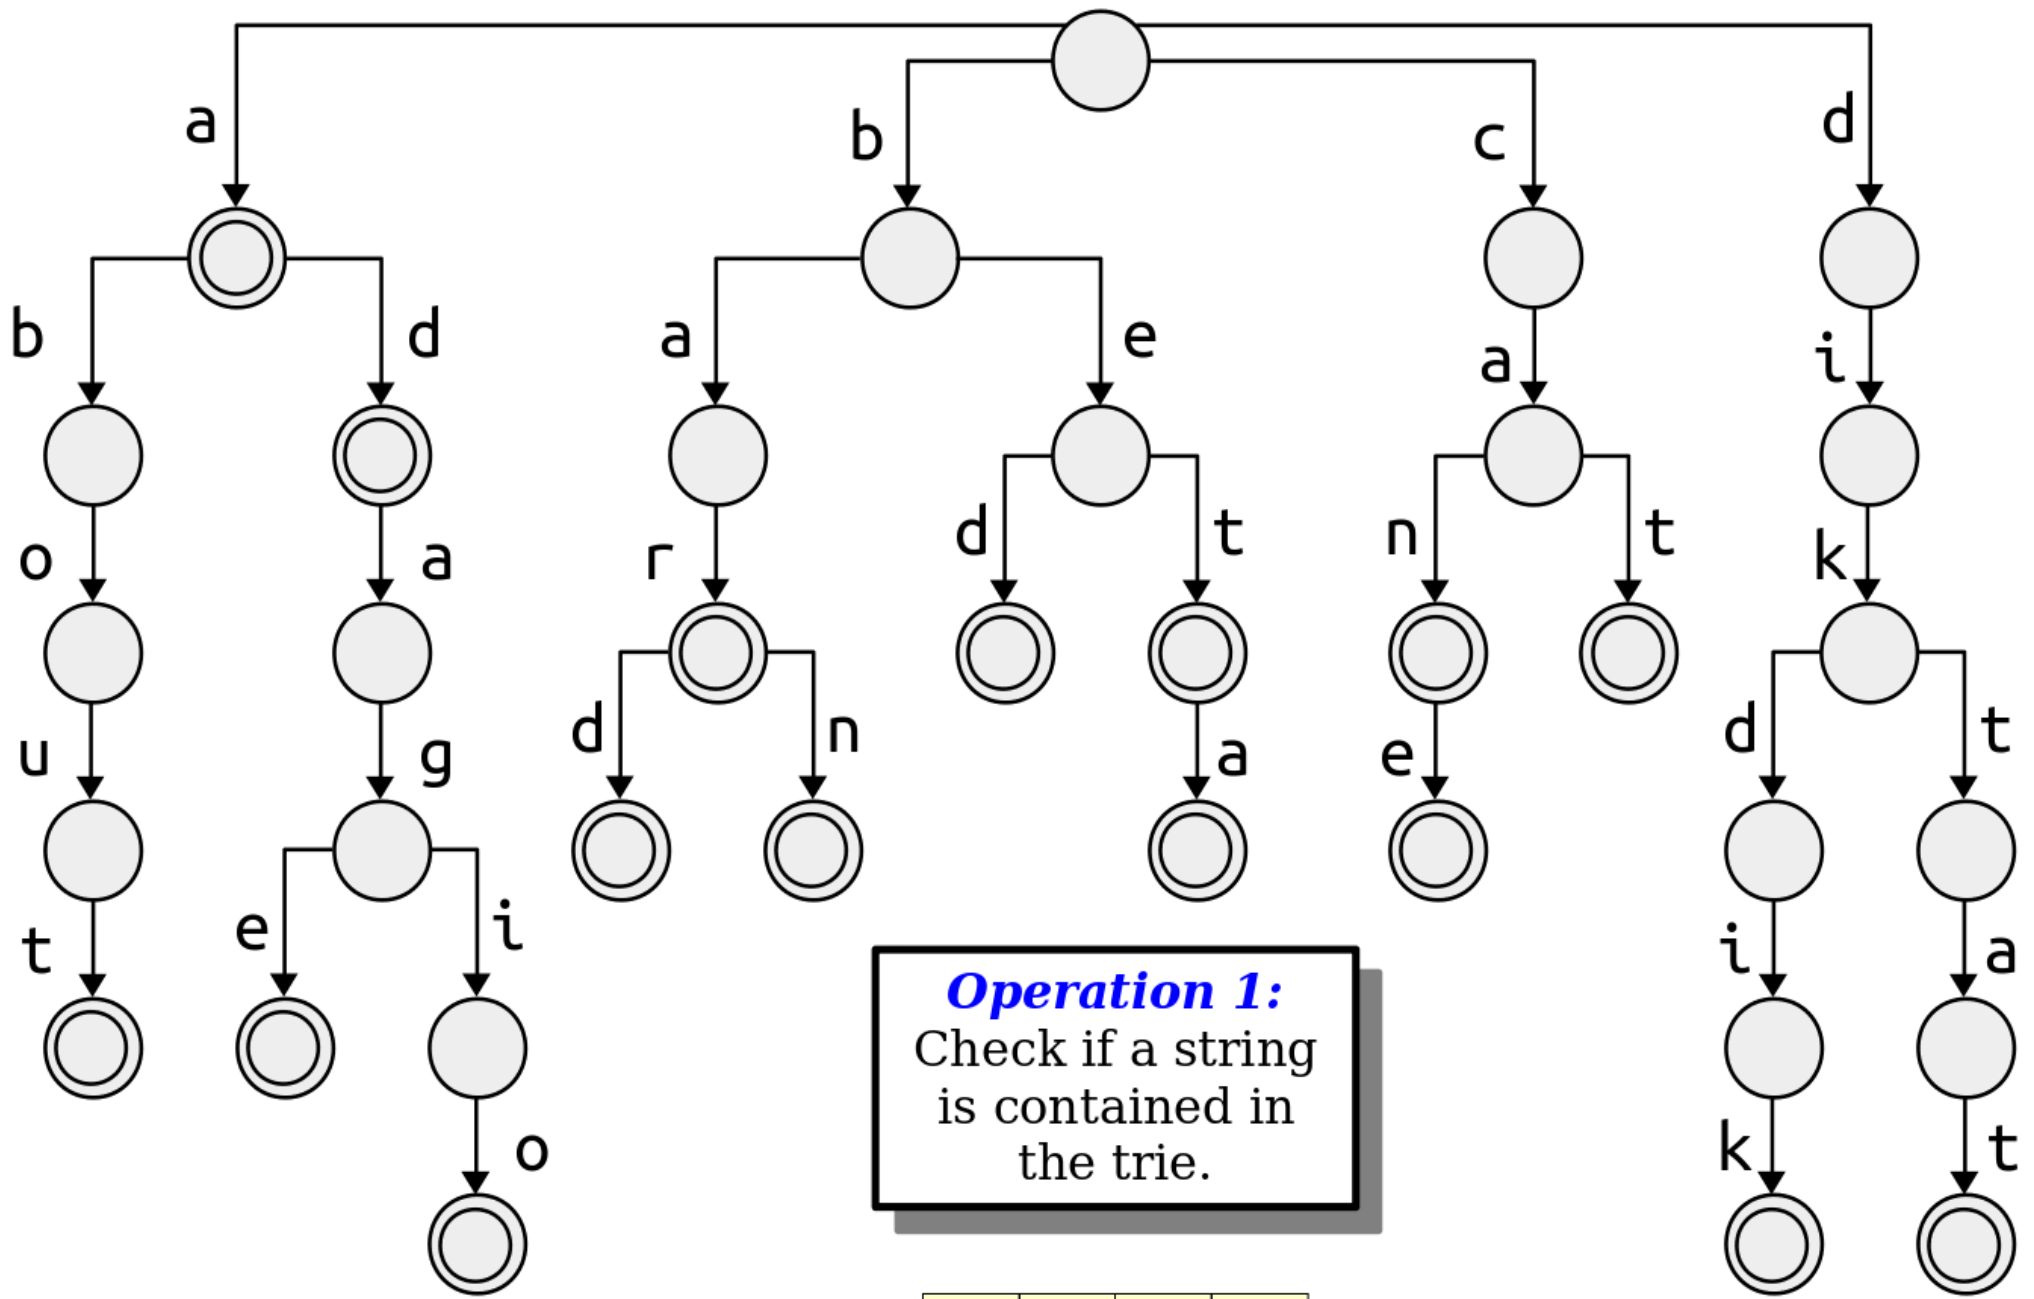 a
b
c
d
b
d
a
e
a
i
o
a
r
d
t
n
t
k
u
g
d
n
a
e
d
t
t
e
i
i
a
o
k
t
Operation 1:
Check if a string
is contained in
the trie.